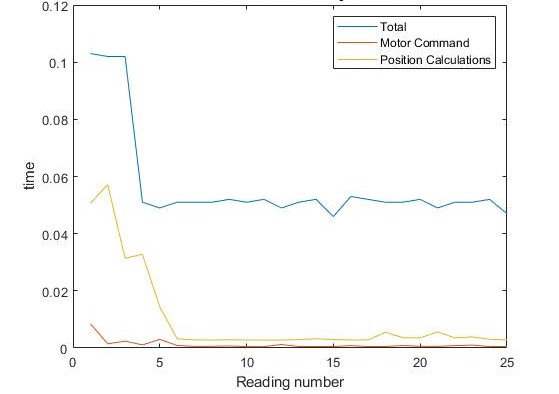 0.12
0.1
0.08
0.06
0.04
0.02
0
time
Total
Motor Command
Position Calculations
0 5 10 15 20 25
Reading number